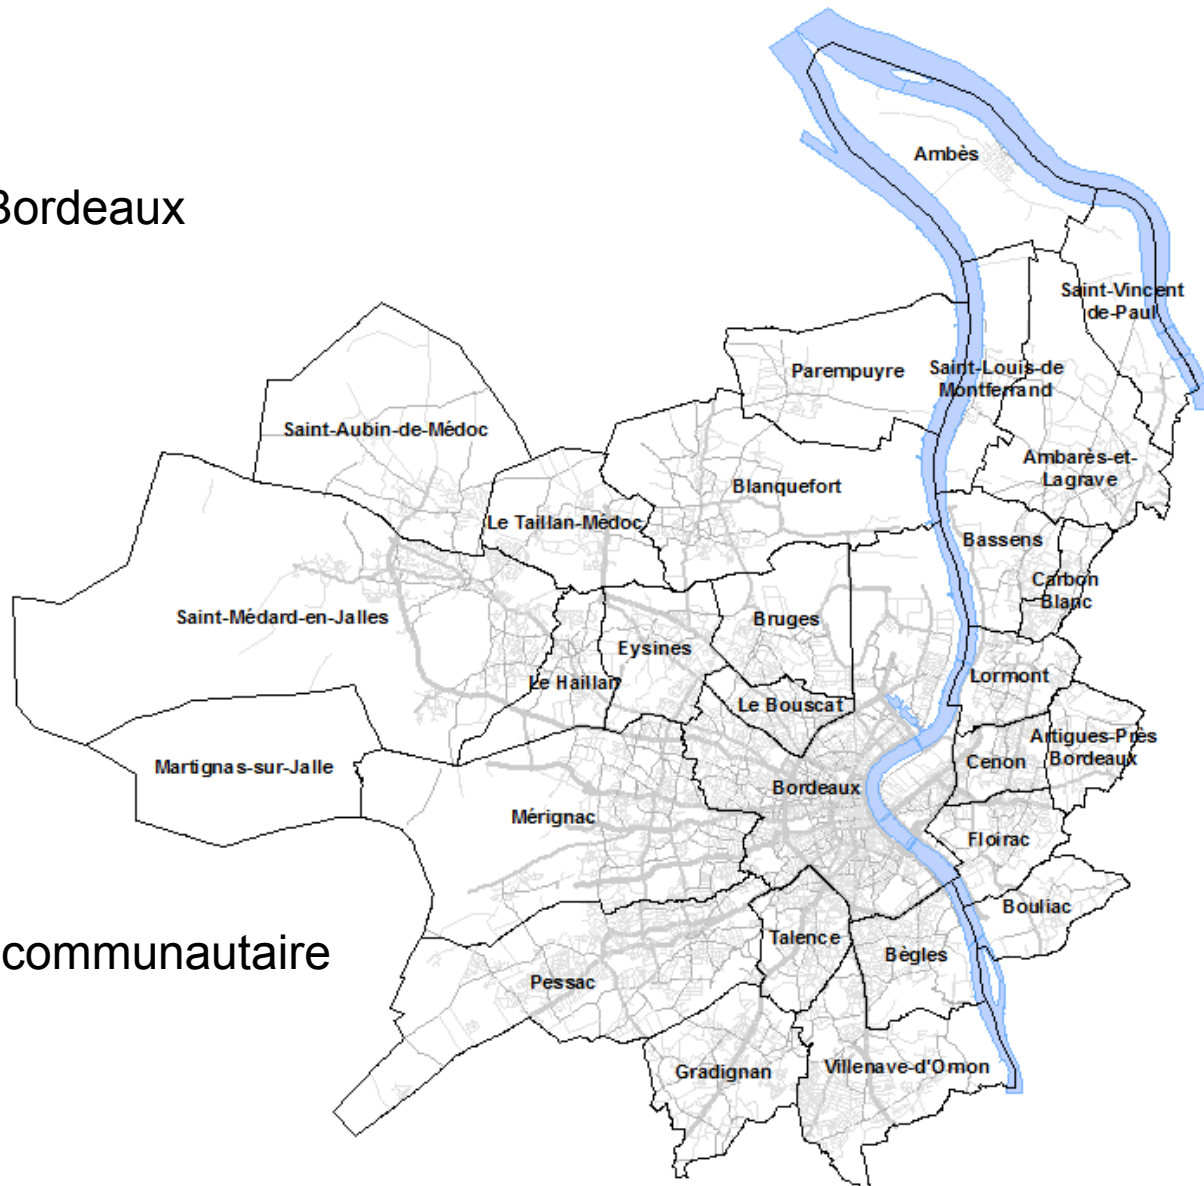 Ambès
Bordeaux
Saint-Vincent
de-Paul
Parempuyre
Saint-Louis-de
Montferrand
Saint-Aubin-de-Médoc
Ambarès-et-
Lagrave
Blanquefort
Le Taillan-Médoc
Bassens
Carbon
Blanc
Saint-Médard-en-Jalles
Bruges
Eysines
Lormont
Le Haillan
Le Bouscat
Artigues-Près
Bordeaux
Cenon
Martignas-sur-Jalle
Bordeaux
Mérignac
Floirac
Bouliac
Talence
communautaire
Bègles
Pessac
Gradignan
Villenave-d'Ornon